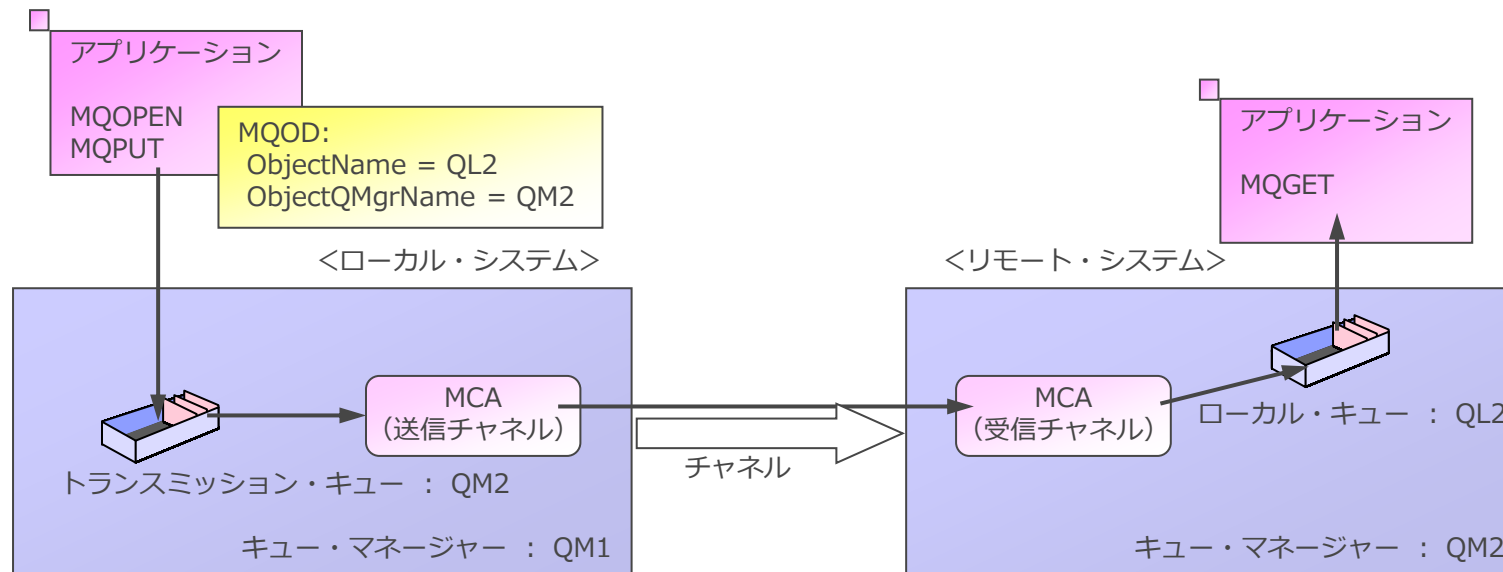 アプリケーション
MQOPEN
MQPUT
MQOD:
ObjectName = QL2
ObjectQMgrName = QM2
アプリケーション
MQGET
<ローカル・システム>
<リモート・システム>
MCA
(送信チャネル)
トランスミッション・キュー : QM2
チャネル
MCA
(受信チャネル)
ローカル・キュー : QL2
キュー・マネージャー : QM1
キュー・マネージャー : QM2